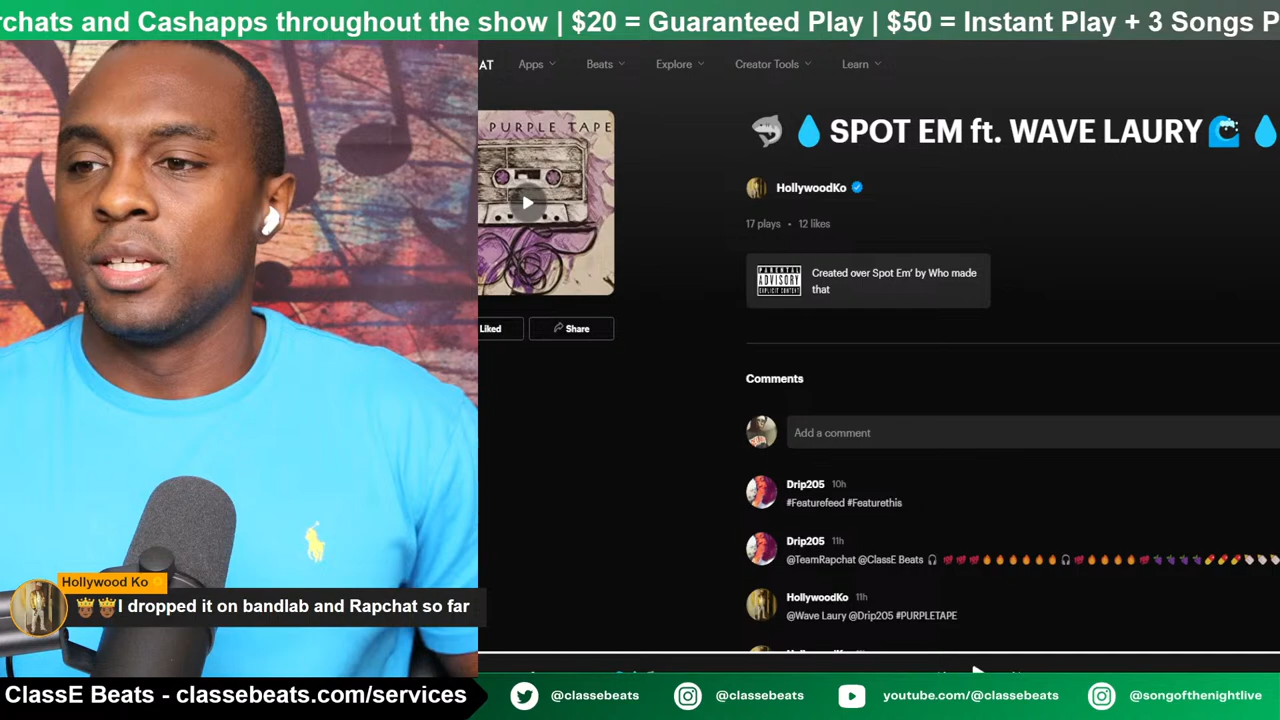 rchats and Cashapps throughout the show | $20 = Guaranteed Play | $50 = Instant Play + 3 Songs P
AT
Apps
Beats
Explore
Creator Tools
Learn
PURPLE TAPE
SPOT EM ft. WAVE LAURY
HollywoodKo
17 plays • 12 likes
PARENTAL
ADVISORY
EXPLICIT CONTENT
Created over Spot Em' by Who made
that
Liked
Share
Comments
Add a comment
Drip205 10h
#Featurefeed #Featurethis
Drip205 11h
@TeamRapchat @ClassE Beats
HollywoodKo 11h
@Wave Laury @Drip205 #PURPLETAPE
Hollywood Ko
I dropped it on bandlab and Rapchat so far
ClassE Beats - classebeats.com/services
@classebeats
@classebeats
youtube.com/@classebeats
@songofthenightlive